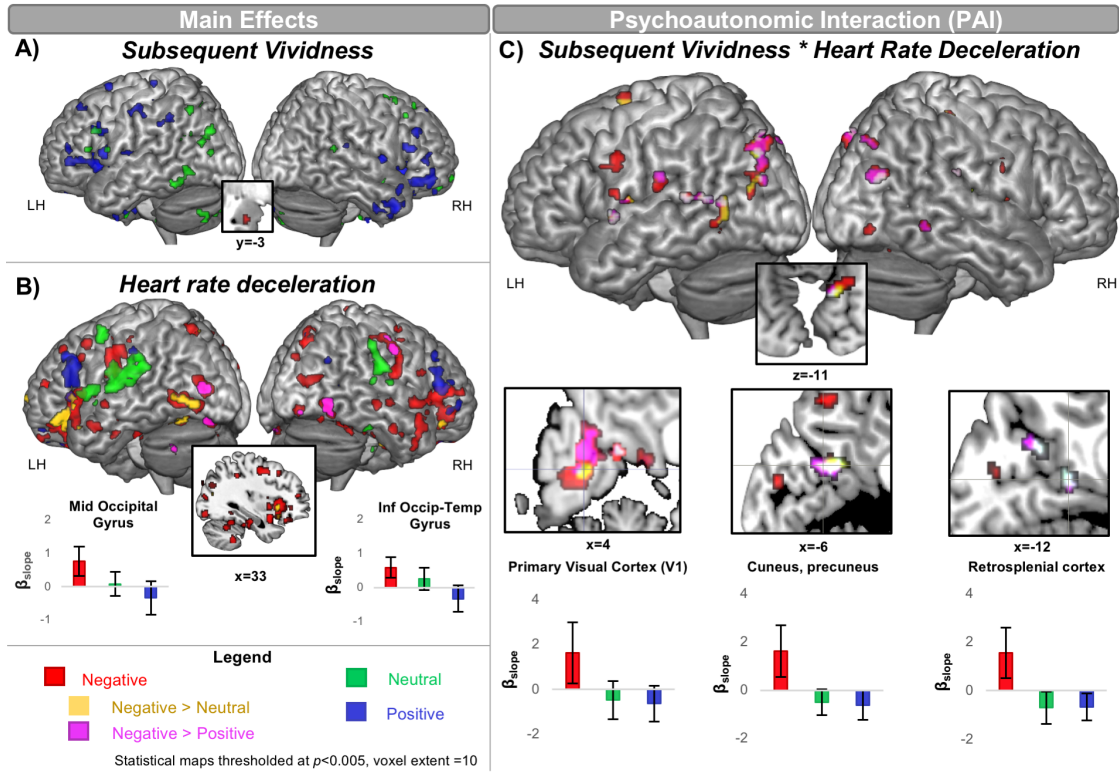 Main Effects
Psychoautonomic Interaction (PAI)
A)
Subsequent Vividness
LH
RH
y=-3
B)
Heart rate deceleration
LH
RH
x=33
Mid Occipital
Gyrus
2
1
0
-1
βslope
Inf Occip-Temp
Gyrus
2
1
0
-1
βslope
Legend
Negative
Neutral
Negative > Neutral
Positive
Negative > Positive
Statistical maps thresholded at p<0.005, voxel extent =10
C)
Subsequent Vividness * Heart Rate Deceleration
LH
RH
z=-11
x=4
x=-6
x=-12
Primary Visual Cortex (V1)
Cuneus, precuneus
Retrosplenial cortex
4
2
0
-2
βslope
4
2
0
-2
βslope
4
2
0
-2
βslope